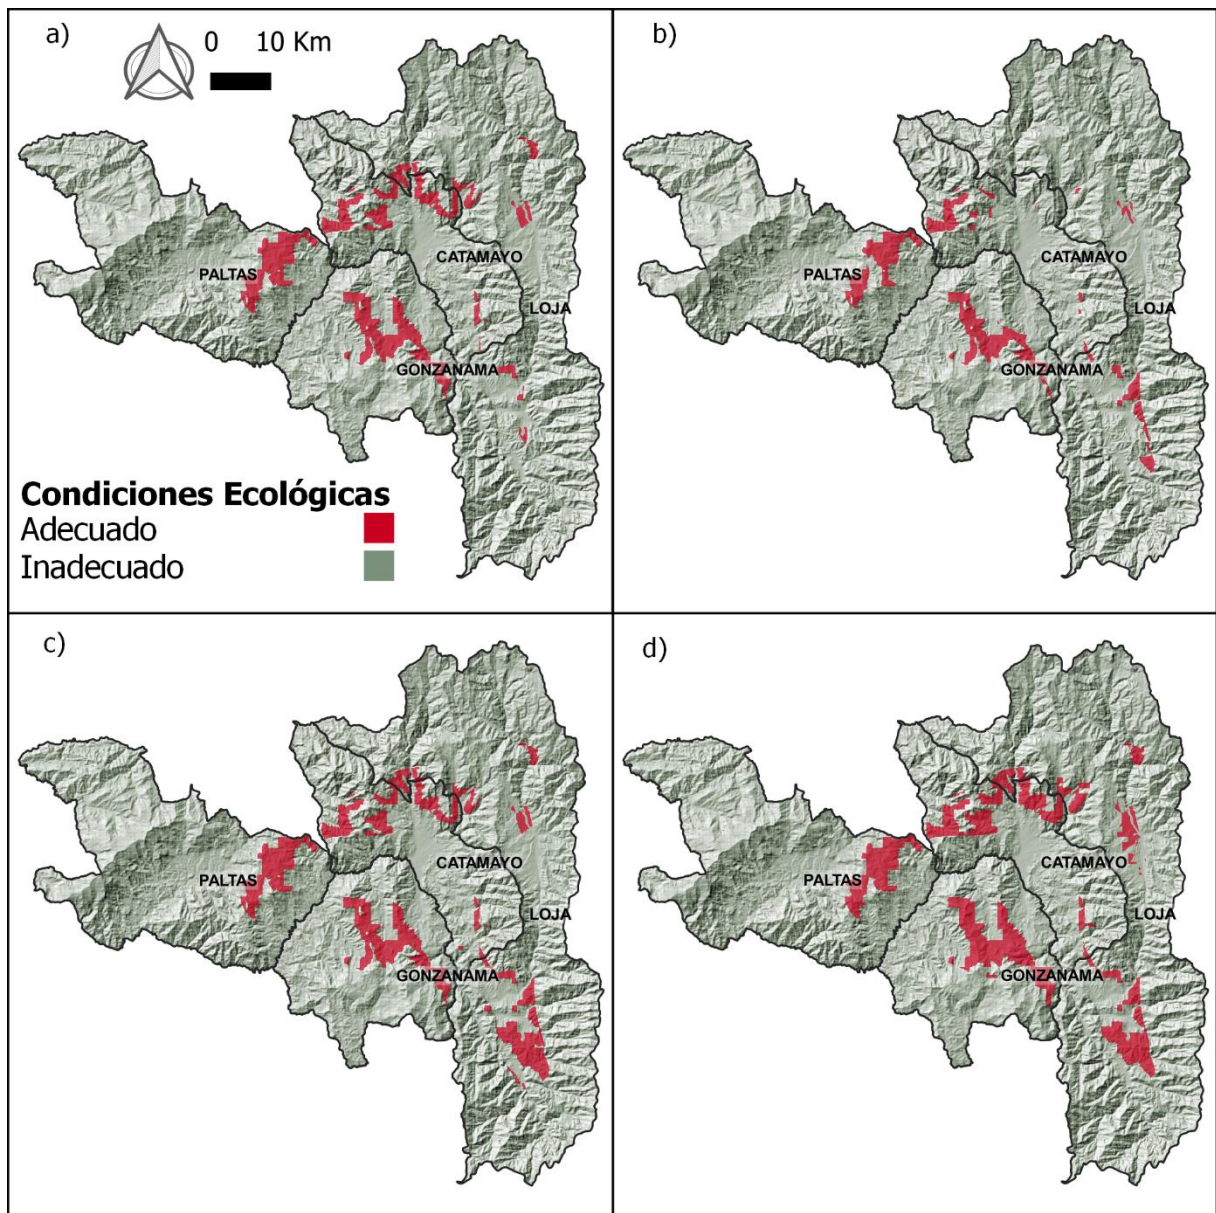 a)
0 10 Km
PALTAS
CATAMAYO
LOJA
GONZANAMA
Condiciones Ecológicas
Adecuado
Inadecuado
b)
PALTAS
CATAMAYO
LOJA
GONZANAMA
c)
PALTAS
CATAMAYO
LOJA
GONZANAMA
d)
PALTAS
CATAMAYO
LOJA
GONZANAMA